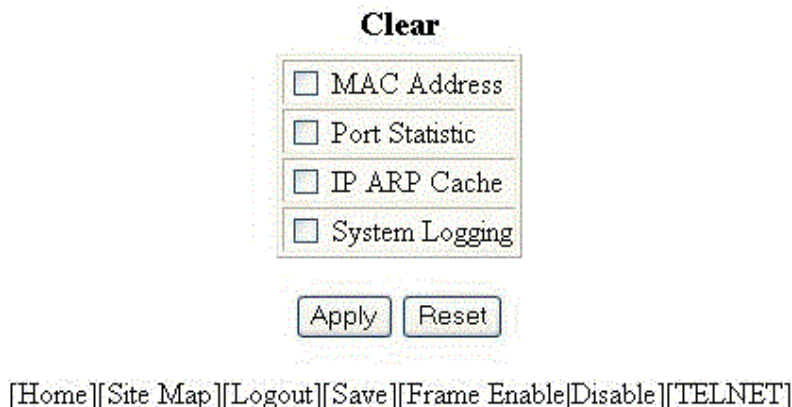 Clear
MAC Address
Port Statistic
IP ARP Cache
System Logging
Apply Reset
[Home][Site Map][Logout][Save][Frame Enable|Disable][TELNET]